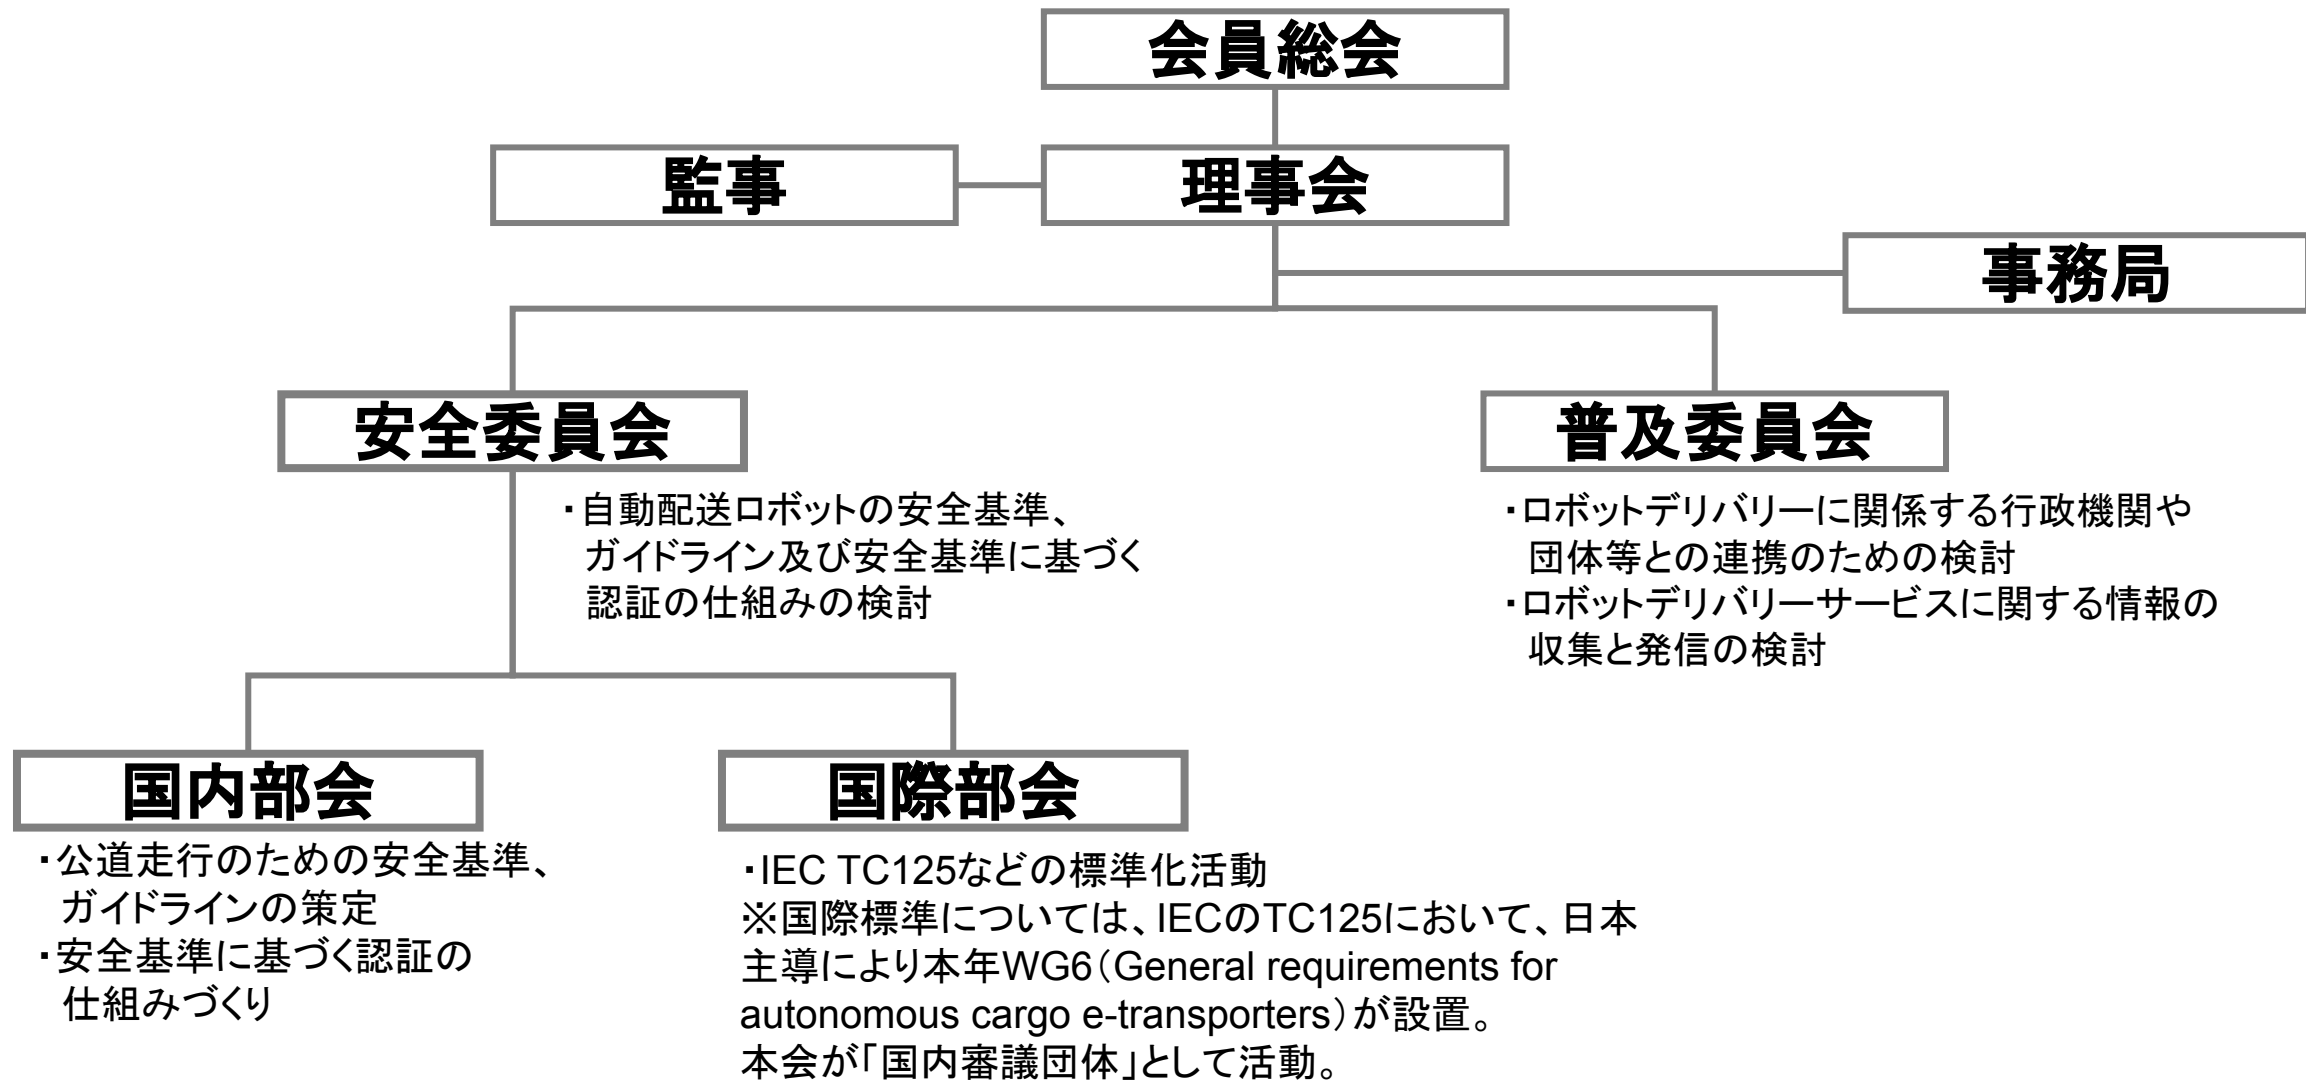 会員総会
監事
理事会
事務局
安全委員会
・自動配送ロボットの安全基準、
ガイドライン及び安全基準に基づく
認証の仕組みの検討
普及委員会
・ロボットデリバリーに関係する行政機関や
団体等との連携のための検討
・ロボットデリバリーサービスに関する情報の
収集と発信の検討
国内部会
・公道走行のための安全基準、
ガイドラインの策定
・安全基準に基づく認証の
仕組みづくり
国際部会
・IEC TC125などの標準化活動
※国際標準については、IECのTC125において、日本
主導により本年WG6（General requirements for
autonomous cargo e-transporters）が設置。
本会が「国内審議団体」として活動。